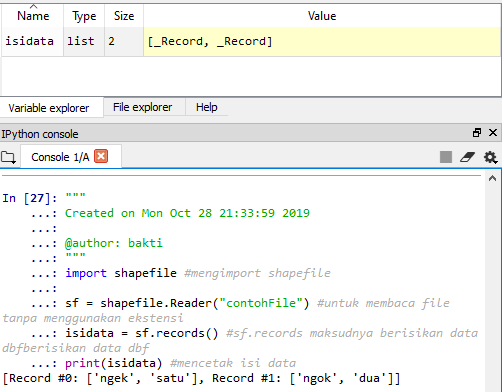 Name Type Size Value
isidata list 2 [_Record, _Record]
Variable explorer File explorer Help
IPython console
Console 1/A
In [27]: """
...: Created on Mon Oct 28 21:33:59 2019
...:
...: @author: bakti
...: """
...: import shapefile #mengimport shapefile
...:
...: sf = shapefile.Reader("contohFile") #untuk membaca file
tanpa menggunakan ekstensi
...: isidata = sf.records() #sf.records maksudnya berisikan data
dbfberisikan data dbf
...: print(isidata) #mencetak isi data
[Record #0: ['ngek', 'satu'], Record #1: ['ngok', 'dua']]